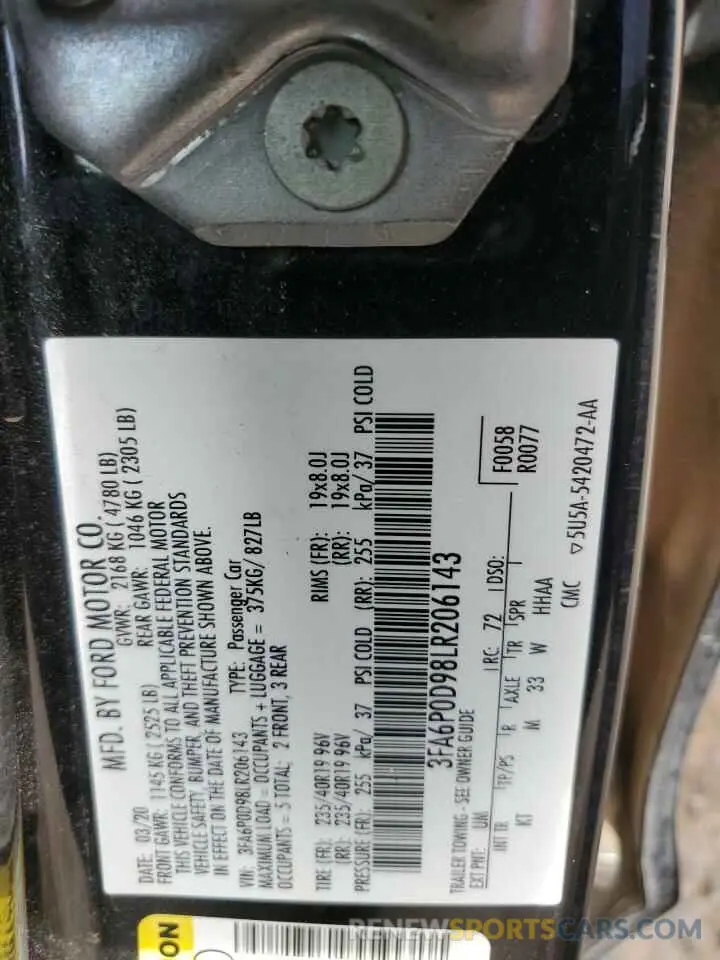 MFD. BY FORD MOTOR CO.
DATE: 03/20 GVWR: 2168 KG ( 4780 LB)
FRONT GAWR: 1145 KG ( 2525 LB) REAR GAWR: 1046 KG ( 2305 LB)
THIS VEHICLE CONFORMS TO ALL APPLICABLE FEDERAL MOTOR
VEHICLE SAFETY, BUMPER, AND THEFT PREVENTION STANDARDS
IN EFFECT ON THE DATE OF MANUFACTURE SHOWN ABOVE.
VIN: 3FA6P0D98LR206143 TYPE: Passenger Car
MAXIMUM LOAD = OCCUPANTS + LUGGAGE = 375KG/ 827LB
OCCUPANTS = 5 TOTAL: 2 FRONT, 3 REAR
TIRE (FR): 235/40R19 96V RIMS (FR): 19x8.0J
(RR): 235/40R19 96V (RR): 19x8.0J
PRESSURE (FR): 255 kPa/ 37 PSI COLD (RR): 255 kPa/ 37 PSI COLD
3FA6P0D98LR206143
TRAILER TOWING - SEE OWNER GUIDE
EXT PNT: UM RC: 72 DSO: F0058
R0077
INT TR TP/PS R AXLE TR SPR
KT M 33 W HHAA
CMC ▽5U5A-5420472-AA
ON
AUTOMOBILE-SALVAGE-CARS.COM